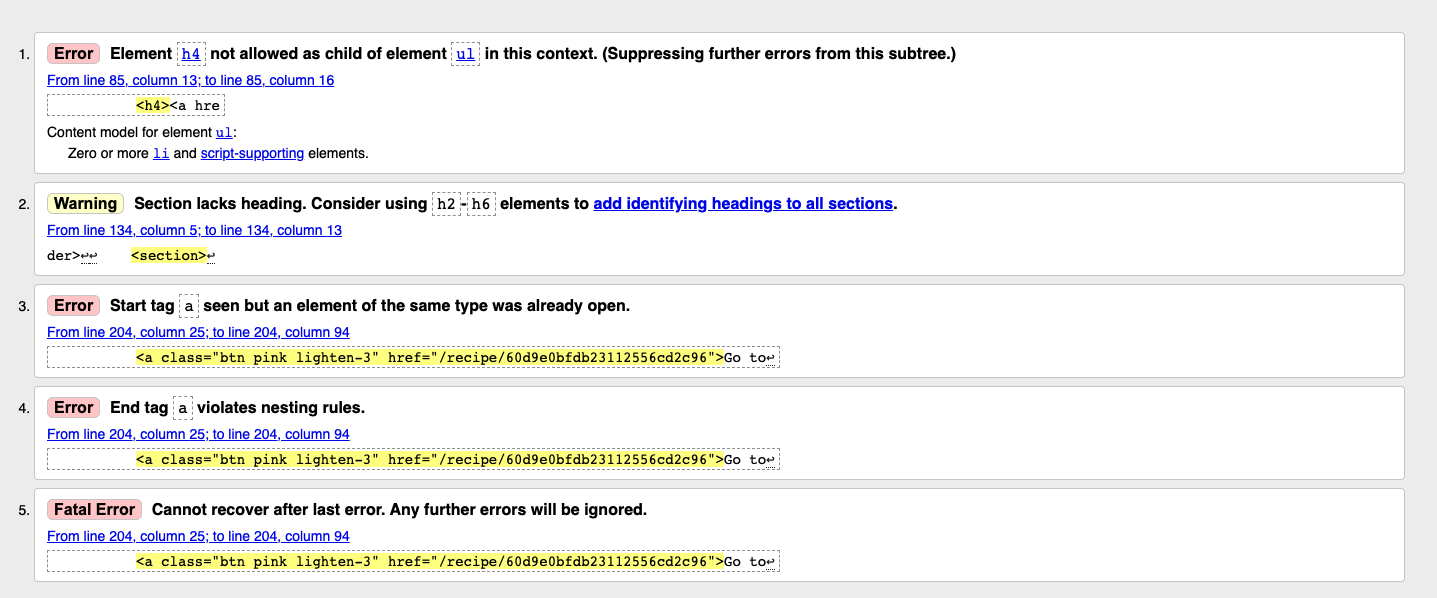 1. Error Element h4 not allowed as child of element ul in this context. (Suppressing further errors from this subtree.)
From line 85, column 13; to line 85, column 16
<h4><a hre
Content model for element ul:
Zero or more li and script-supporting elements.
2. Warning Section lacks heading. Consider using h2-h6 elements to add identifying headings to all sections.
From line 134, column 5; to line 134, column 13
der>↩↩ <section>↩
3. Error Start tag a seen but an element of the same type was already open.
From line 204, column 25; to line 204, column 94
<a class="btn pink lighten-3" href="/recipe/60d9e0bfdb23112556cd2c96">Go to↩
4. Error End tag a violates nesting rules.
From line 204, column 25; to line 204, column 94
<a class="btn pink lighten-3" href="/recipe/60d9e0bfdb23112556cd2c96">Go to↩
5. Fatal Error Cannot recover after last error. Any further errors will be ignored.
From line 204, column 25; to line 204, column 94
<a class="btn pink lighten-3" href="/recipe/60d9e0bfdb23112556cd2c96">Go to↩